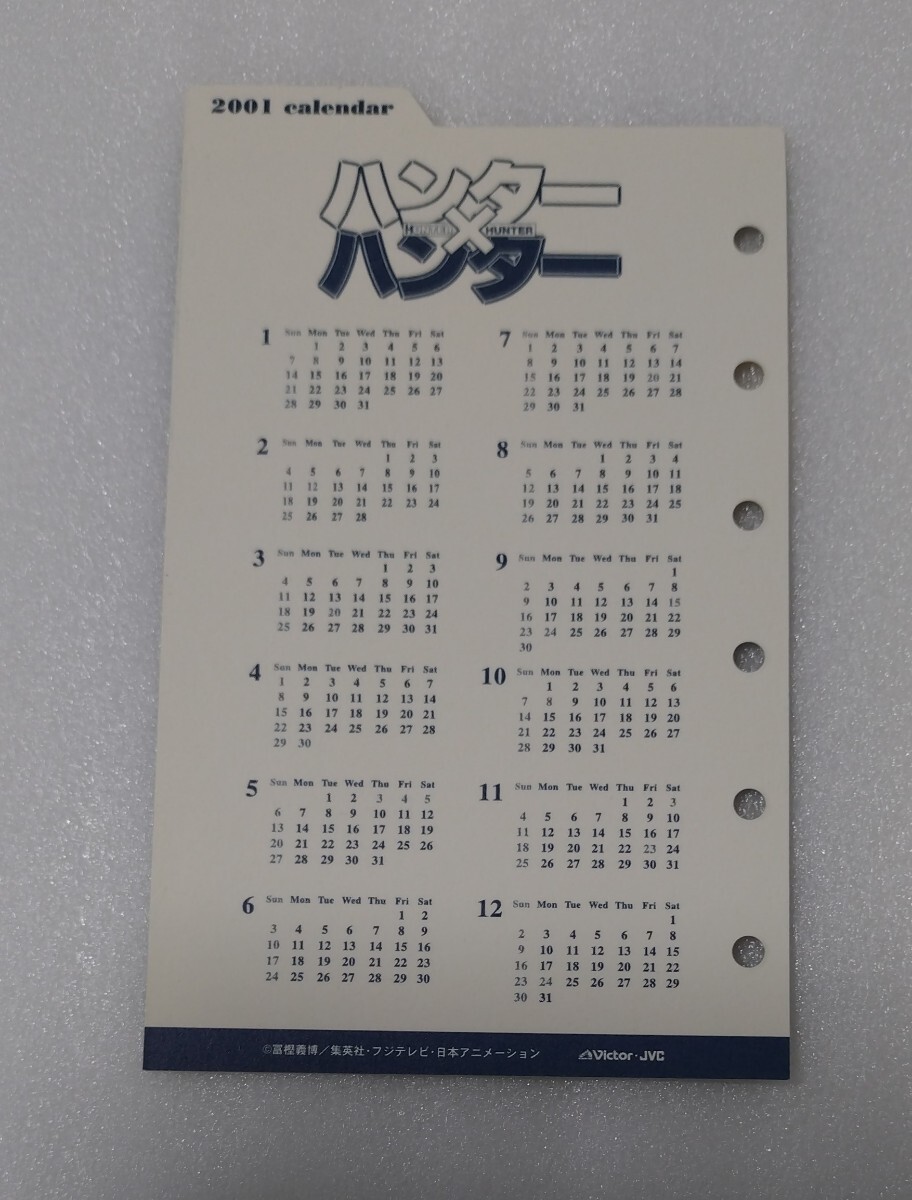 2001 calendar
ハンター
HUNTER × HUNTER
ハンター
1 Sun Mon Tue Wed Thu Fri Sat
1 2 3 4 5 6
7 8 9 10 11 12 13
14 15 16 17 18 19 20
21 22 23 24 25 26 27
28 29 30 31
2 Sun Mon Tue Wed Thu Fri Sat
1 2 3
4 5 6 7 8 9 10
11 12 13 14 15 16 17
18 19 20 21 22 23 24
25 26 27 28
3 Sun Mon Tue Wed Thu Fri Sat
1 2 3
4 5 6 7 8 9 10
11 12 13 14 15 16 17
18 19 20 21 22 23 24
25 26 27 28 29 30 31
4 Sun Mon Tue Wed Thu Fri Sat
1 2 3 4 5 6 7
8 9 10 11 12 13 14
15 16 17 18 19 20 21
22 23 24 25 26 27 28
29 30
5 Sun Mon Tue Wed Thu Fri Sat
1 2 3 4 5
6 7 8 9 10 11 12
13 14 15 16 17 18 19
20 21 22 23 24 25 26
27 28 29 30 31
6 Sun Mon Tue Wed Thu Fri Sat
1 2
3 4 5 6 7 8 9
10 11 12 13 14 15 16
17 18 19 20 21 22 23
24 25 26 27 28 29 30
7 Sun Mon Tue Wed Thu Fri Sat
1 2 3 4 5 6 7
8 9 10 11 12 13 14
15 16 17 18 19 20 21
22 23 24 25 26 27 28
29 30 31
8 Sun Mon Tue Wed Thu Fri Sat
1 2 3 4
5 6 7 8 9 10 11
12 13 14 15 16 17 18
19 20 21 22 23 24 25
26 27 28 29 30 31
9 Sun Mon Tue Wed Thu Fri Sat
1
2 3 4 5 6 7 8
9 10 11 12 13 14 15
16 17 18 19 20 21 22
23 24 25 26 27 28 29
30
10 Sun Mon Tue Wed Thu Fri Sat
1 2 3 4 5 6
7 8 9 10 11 12 13
14 15 16 17 18 19 20
21 22 23 24 25 26 27
28 29 30 31
11 Sun Mon Tue Wed Thu Fri Sat
1 2 3
4 5 6 7 8 9 10
11 12 13 14 15 16 17
18 19 20 21 22 23 24
25 26 27 28 29 30 31
12 Sun Mon Tue Wed Thu Fri Sat
1
2 3 4 5 6 7 8
9 10 11 12 13 14 15
16 17 18 19 20 21 22
23 24 25 26 27 28 29
30 31
©冨樫義博／集英社・フジテレビ・日本アニメーション Victor・JVC